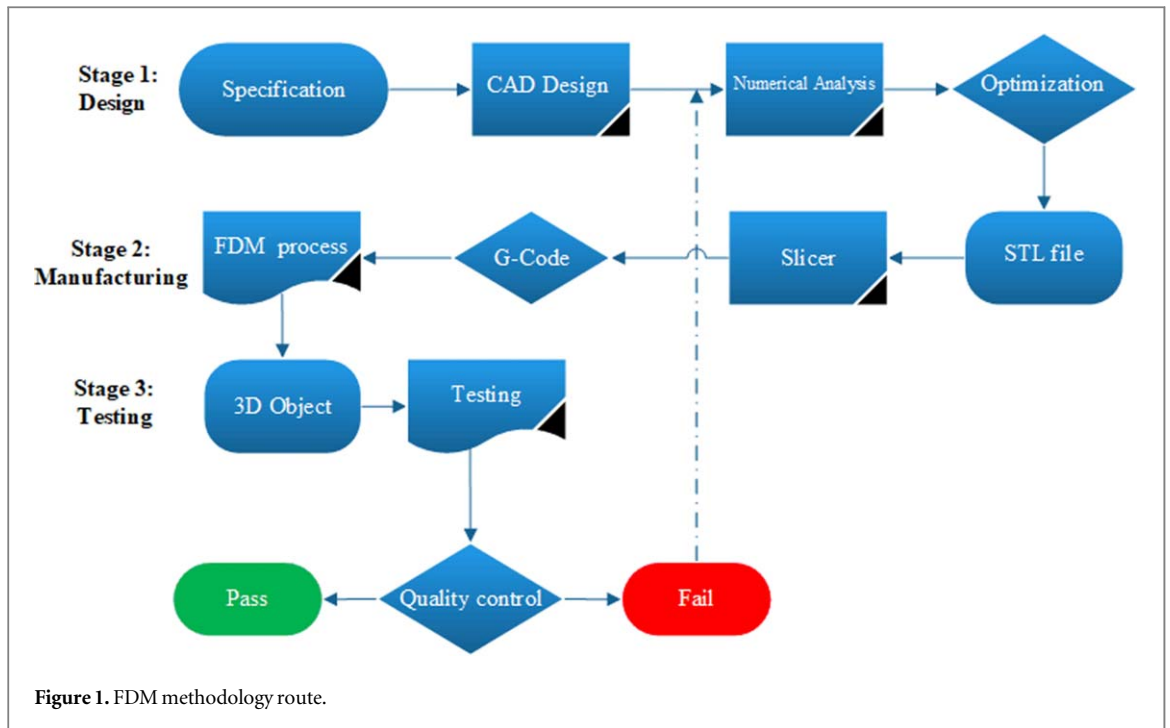 Stage 1:
Design
Specification
CAD Design
Numerical Analysis
Optimization
Stage 2:
Manufacturing
FDM process
G-Code
Slicer
STL file
Stage 3:
Testing
3D Object
Testing
Pass
Quality control
Fail
Figure 1. FDM methodology route.